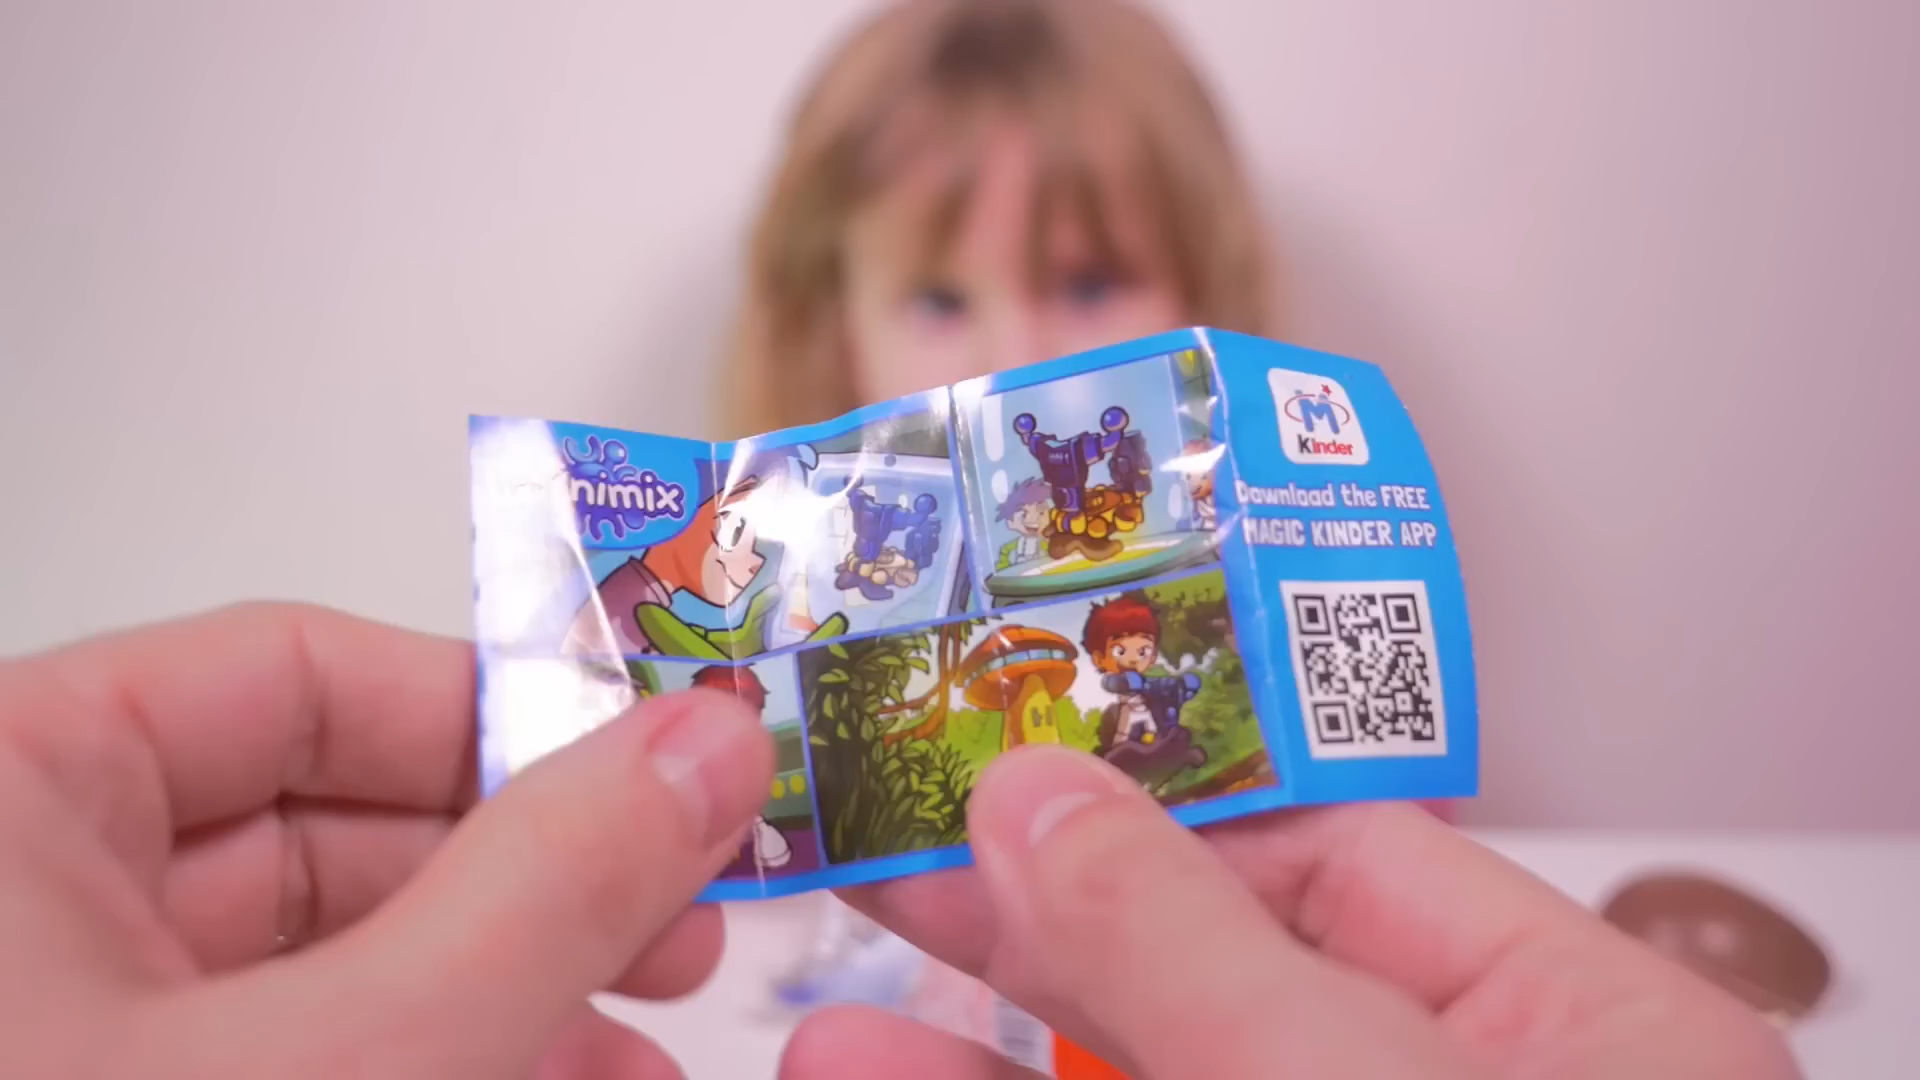 nimix
M
Kinder
Download the FREE
MAGIC KINDER APP